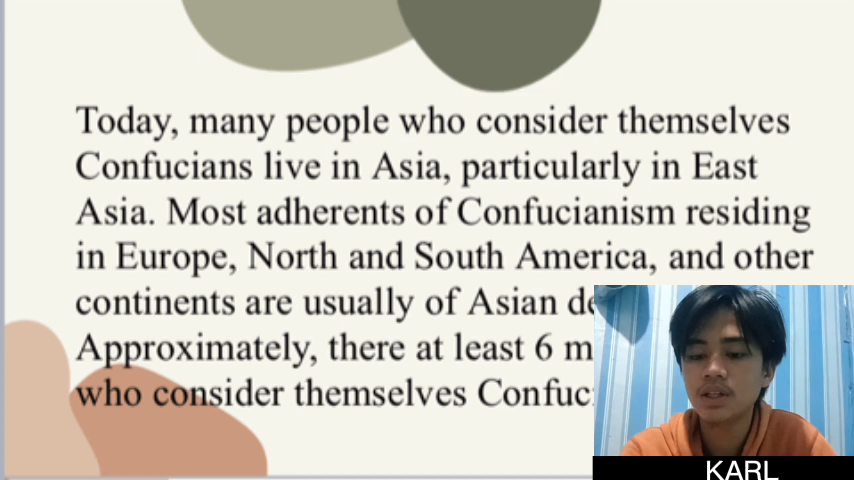 Today, many people who consider themselves
Confucians live in Asia, particularly in East
Asia. Most adherents of Confucianism residing
in Europe, North and South America, and other
continents are usually of Asian
Approximately, there at least 6
who consider themselves
KARL